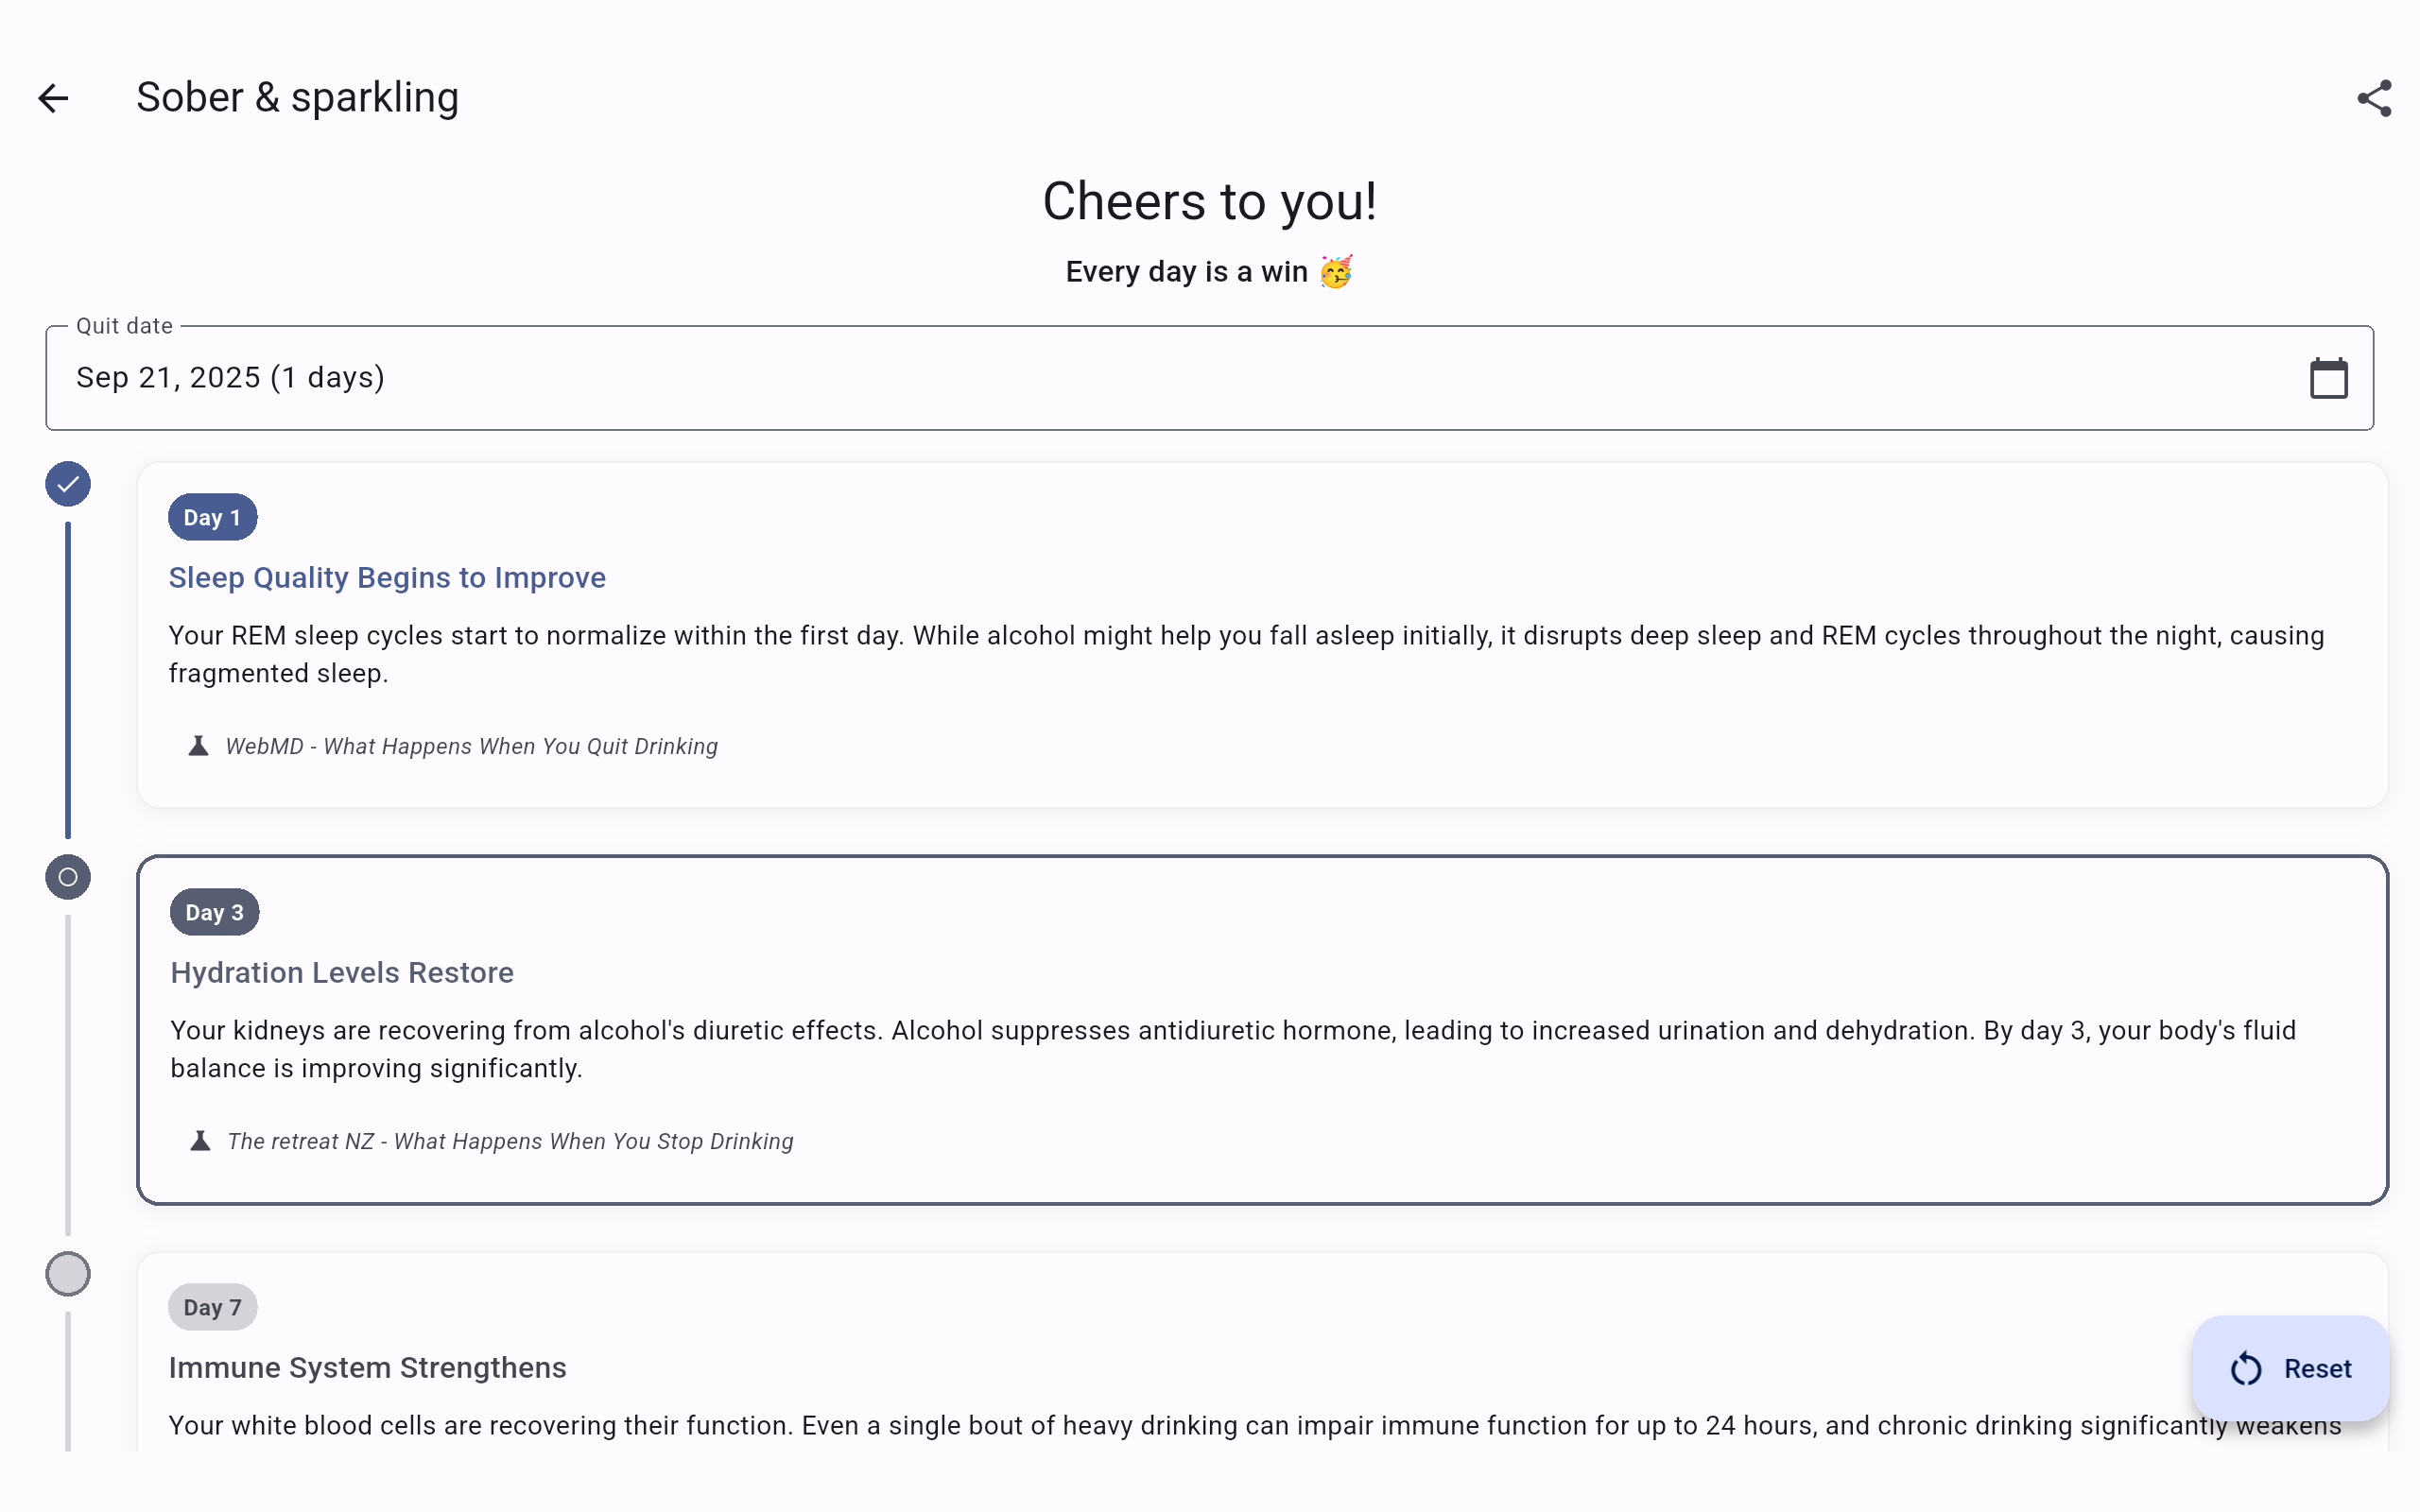 Sober & sparkling
Cheers to you!
Every day is a win 🥳
Quit date
Sep 21, 2025 (1 days)
Day 1
Sleep Quality Begins to Improve
Your REM sleep cycles start to normalize within the first day. While alcohol might help you fall asleep initially, it disrupts deep sleep and REM cycles throughout the night, causing
fragmented sleep.
WebMD - What Happens When You Quit Drinking
Day 3
Hydration Levels Restore
Your kidneys are recovering from alcohol's diuretic effects. Alcohol suppresses antidiuretic hormone, leading to increased urination and dehydration. By day 3, your body's fluid
balance is improving significantly.
The retreat NZ - What Happens When You Stop Drinking
Day 7
Immune System Strengthens
Reset
Your white blood cells are recovering their function. Even a single bout of heavy drinking can impair immune function for up to 24 hours, and chronic drinking significantly weakens